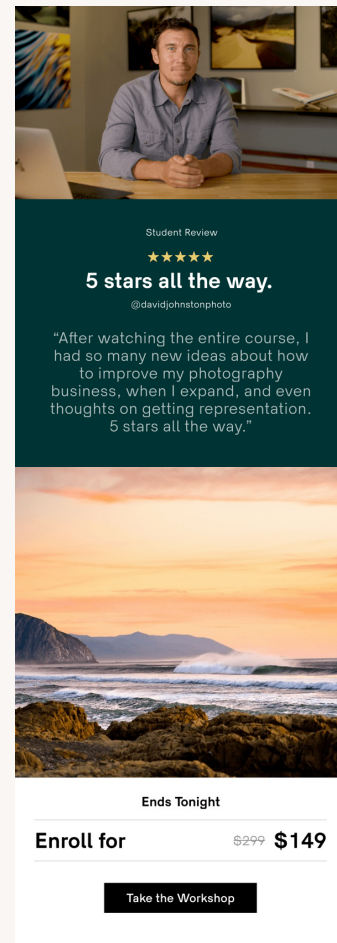 Student Review
5 stars all the way.
@davidjohnstonphoto
“After watching the entire course, I
had so many new ideas about how
to improve my photography
business, when I expand, and even
thoughts on getting representation.
5 stars all the way.”
Ends Tonight
Enroll for $299 $149
Take the Workshop